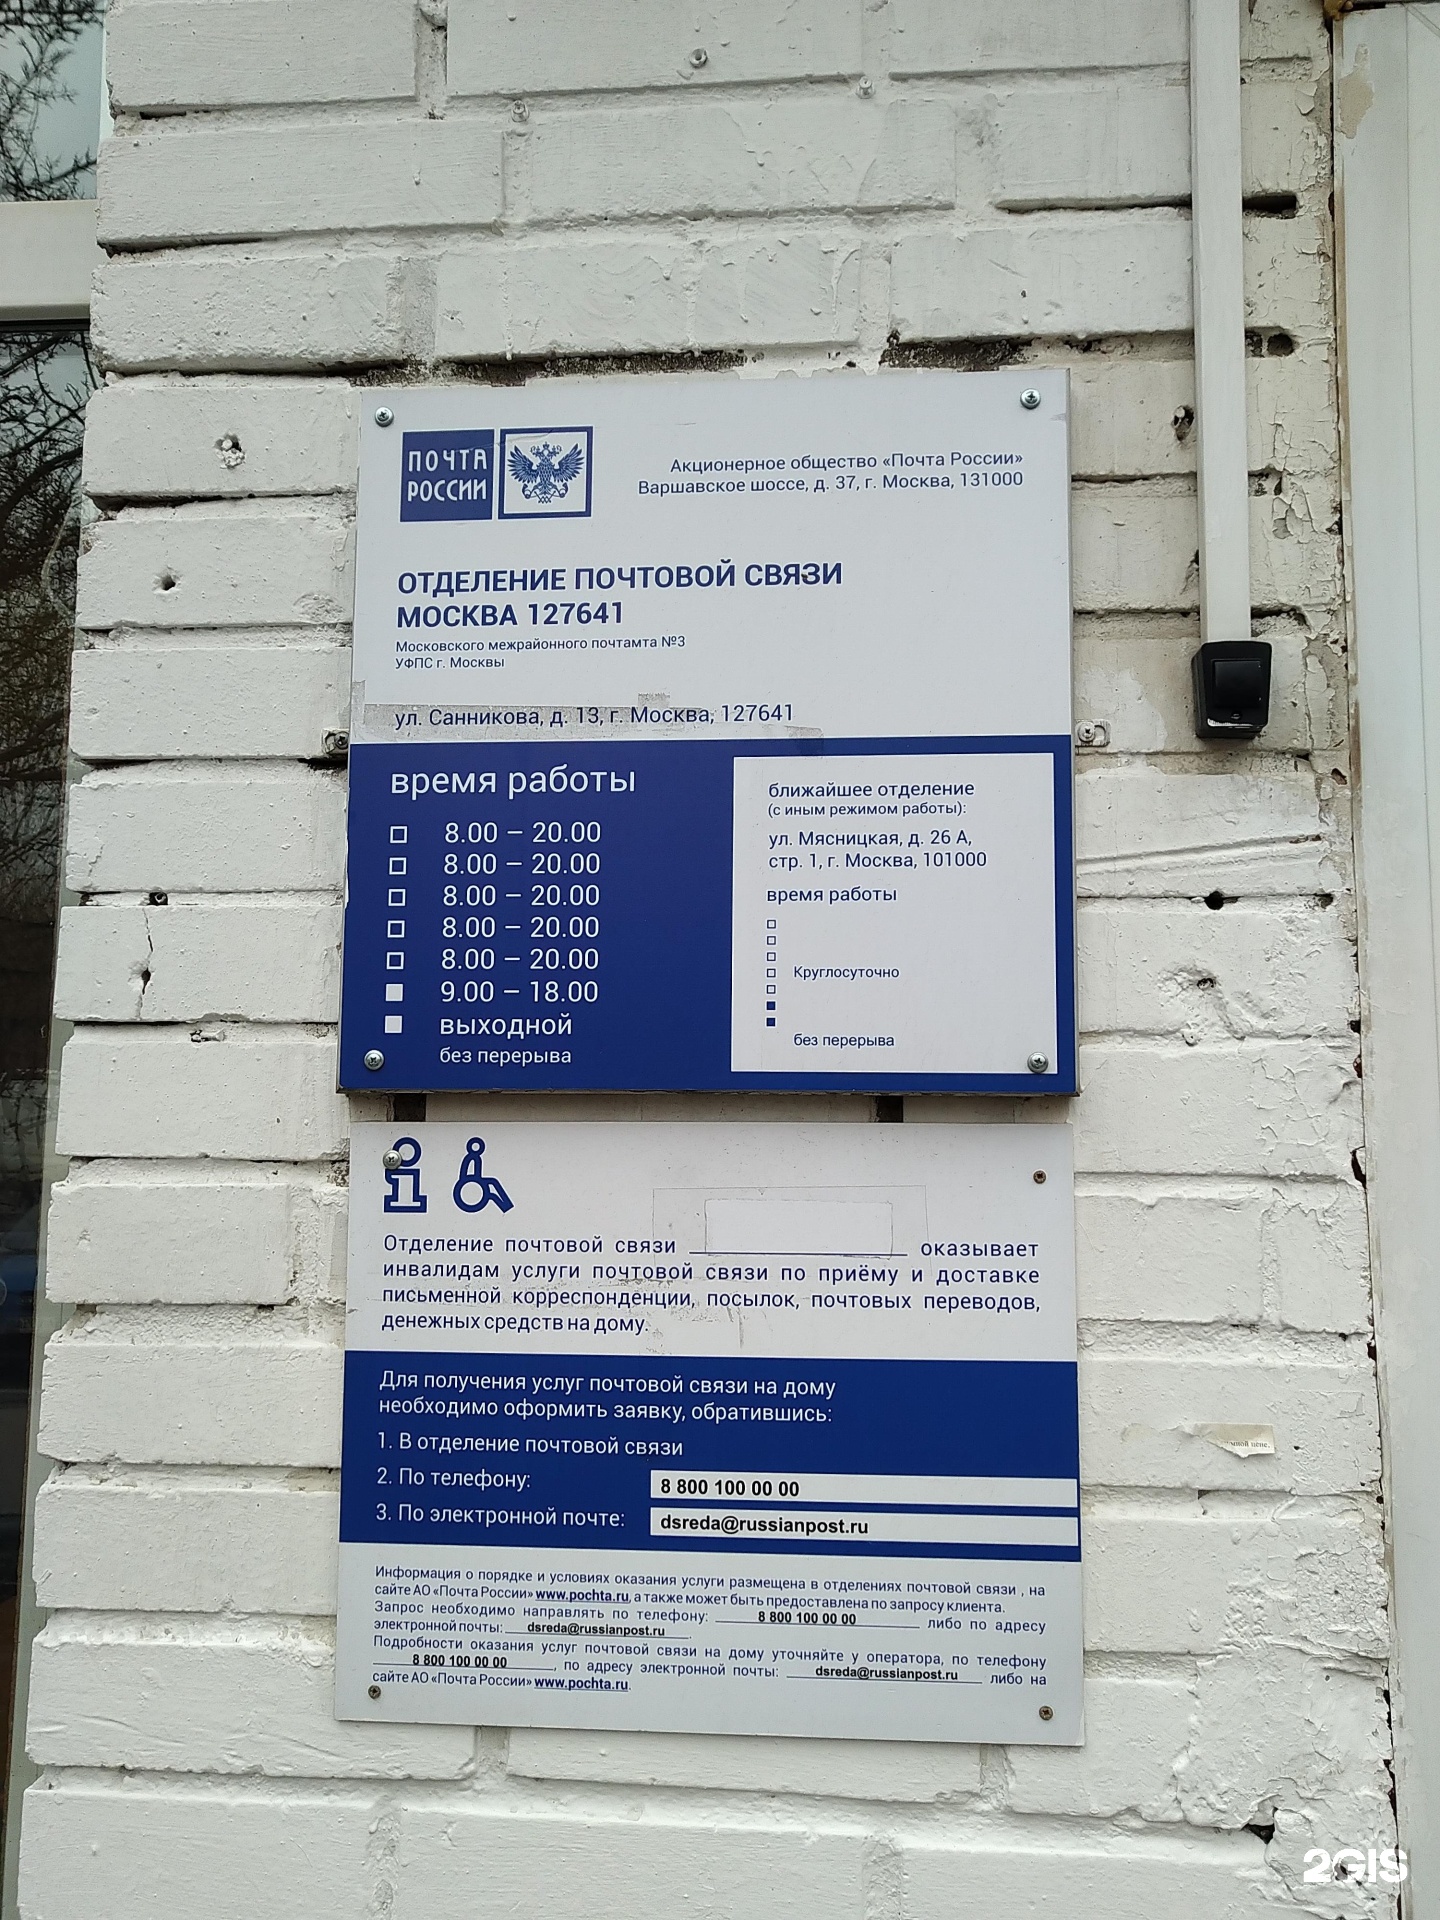 ПОЧТА
РОССИИ
Акционерное общество «Почта России»
Варшавское шоссе, д. 37, г. Москва, 131000
ОТДЕЛЕНИЕ ПОЧТОВОЙ СВЯЗИ
МОСКВА 127641
Московского межрайонного почтамта №3
УФПС г. Москвы
ул. Санникова, д. 13, г. Москва, 127641
время работы
8.00 – 20.00
8.00 – 20.00
8.00 – 20.00
8.00 – 20.00
8.00 – 20.00
9.00 – 18.00
выходной
без перерыва
ближайшее отделение
(с иным режимом работы):
ул. Мясницкая, д. 26 А,
стр. 1, г. Москва, 101000
время работы
Круглосуточно
без перерыва
Отделение почтовой связи оказывает
инвалидам услуги почтовой связи по приёму и доставке
письменной корреспонденции, посылок, почтовых переводов,
денежных средств на дому.
Для получения услуг почтовой связи на дому
необходимо оформить заявку, обратившись:
1. В отделение почтовой связи
2. По телефону: 8 800 100 00 00
3. По электронной почте: dsreda@russianpost.ru
Информация о порядке и условиях оказания услуги размещена в отделениях почтовой связи , на
сайте АО «Почта России» www.pochta.ru, а также может быть предоставлена по запросу клиента.
Запрос необходимо направлять по телефону: 8 800 100 00 00 либо по адресу
электронной почты: dsreda@russianpost.ru.
Подробности оказания услуг почтовой связи на дому уточняйте у оператора, по телефону
8 800 100 00 00, по адресу электронной почты: dsreda@russianpost.ru либо на
сайте АО «Почта России» www.pochta.ru.
2GIS